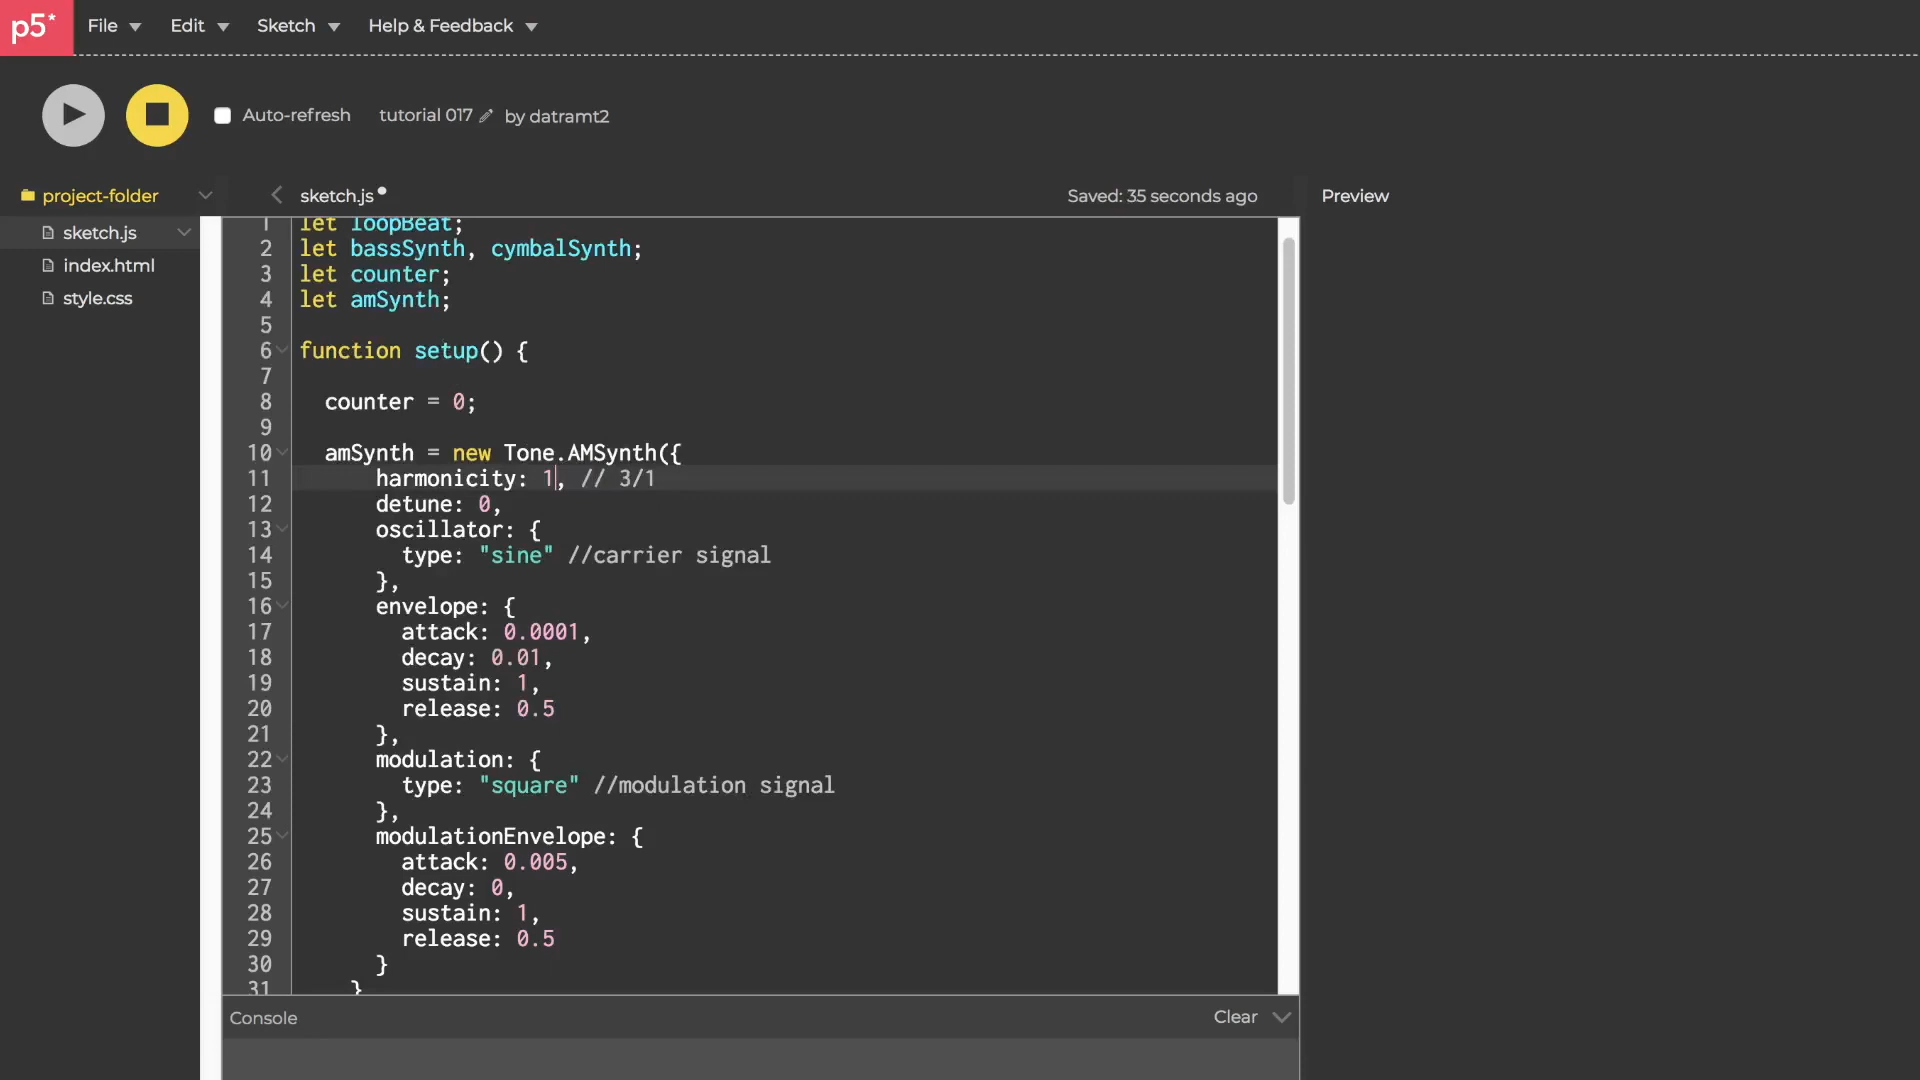 p5* File Edit Sketch Help & Feedback
Auto-refresh tutorial 017 by datramt2
project-folder
sketch.js
index.html
style.css
sketch.js
Saved: 35 seconds ago
Preview
1 let loopBeat;
2 let bassSynth, cymbalSynth;
3 let counter;
4 let amSynth;
5
6 function setup() {
7
8 counter = 0;
9
10 amSynth = new Tone.AMSynth({
11 harmonicity: 1, // 3/1
12 detune: 0,
13 oscillator: {
14 type: "sine" //carrier signal
15 },
16 envelope: {
17 attack: 0.0001,
18 decay: 0.01,
19 sustain: 1,
20 release: 0.5
21 },
22 modulation: {
23 type: "square" //modulation signal
24 },
25 modulationEnvelope: {
26 attack: 0.005,
27 decay: 0,
28 sustain: 1,
29 release: 0.5
30 }
31 }
Console
Clear